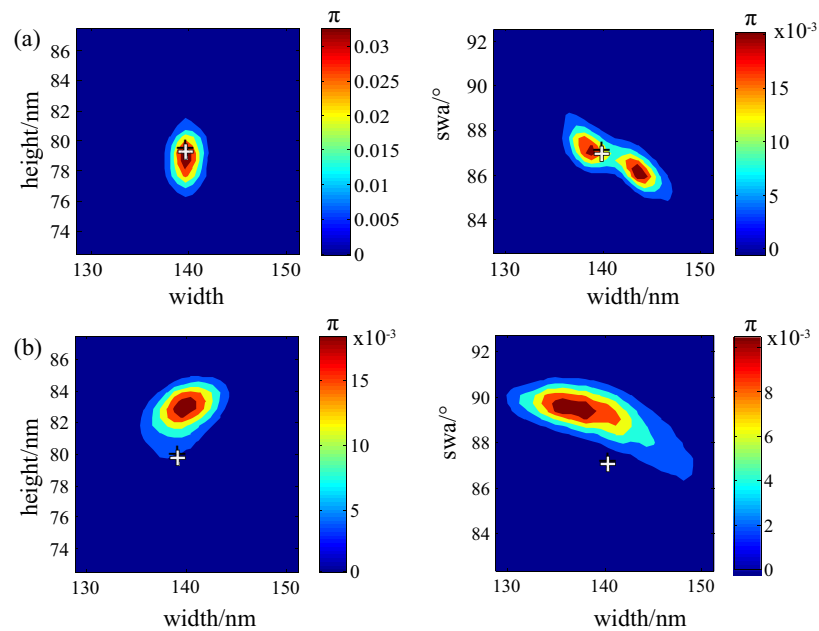 (a)
π
86
84
82
80
78
76
74
height/nm
130 140 150
width
0.03
0.025
0.02
0.015
0.01
0.005
0
π
x10⁻³
92
90
88
86
84
swa/°
130 140 150
width/nm
15
10
5
0
(b)
π
x10⁻³
86
84
82
80
78
76
74
height/nm
130 140 150
width/nm
15
10
5
0
π
x10⁻³
92
90
88
86
84
swa/°
130 140 150
width/nm
8
6
4
2
0